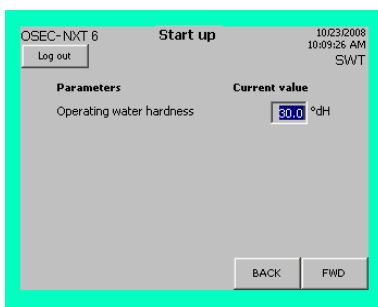 OSEC-NXT 6 Start up 10/23/2008
10:09:26 AM
Log out SWT
Parameters Current value
Operating water hardness 30.0 °dH
BACK FWD